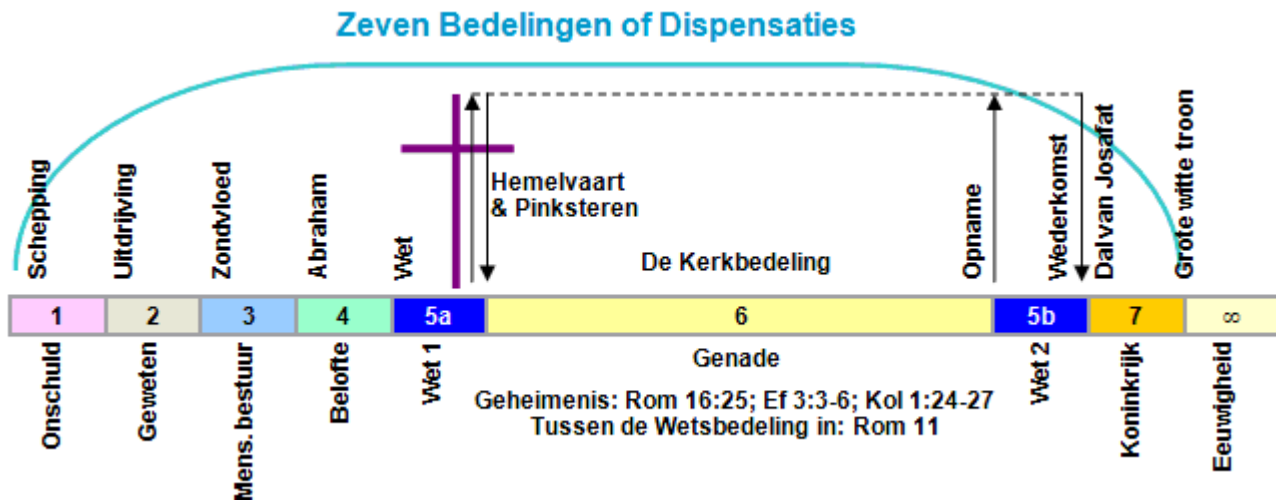 Zeven Bedelingen of Dispensaties
Schepping
Uitdrijving
Zondvloed
Abraham
Wet
Hemelvaart
& Pinksteren
De Kerkbedeling
Opname
Wederkomst
Dal van Josafat
Grote witte troon
1
2
3
4
5a
6
5b
7
∞
Onschuld
Geweten
Mens. bestuur
Belofte
Wet 1
Genade
Geheimenis: Rom 16:25; Ef 3:3-6; Kol 1:24-27
Tussen de Wetsbedeling in: Rom 11
Wet 2
Koninkrijk
Eeuwigheid